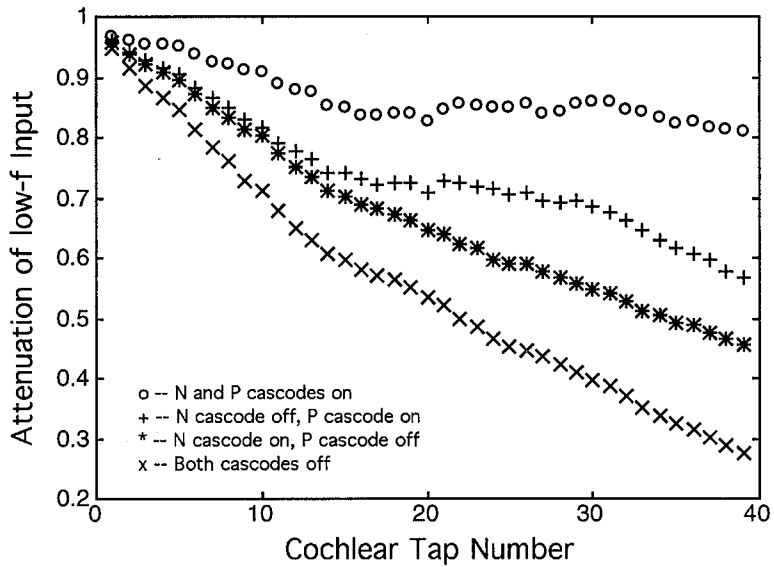 1
0.9
0.8
0.7
0.6
0.5
0.4
0.3
0.2
Attenuation of low-f Input
o -- N and P cascodes on
+ -- N cascode off, P cascode on
* -- N cascode on, P cascode off
x -- Both cascodes off
0 10 20 30 40
Cochlear Tap Number